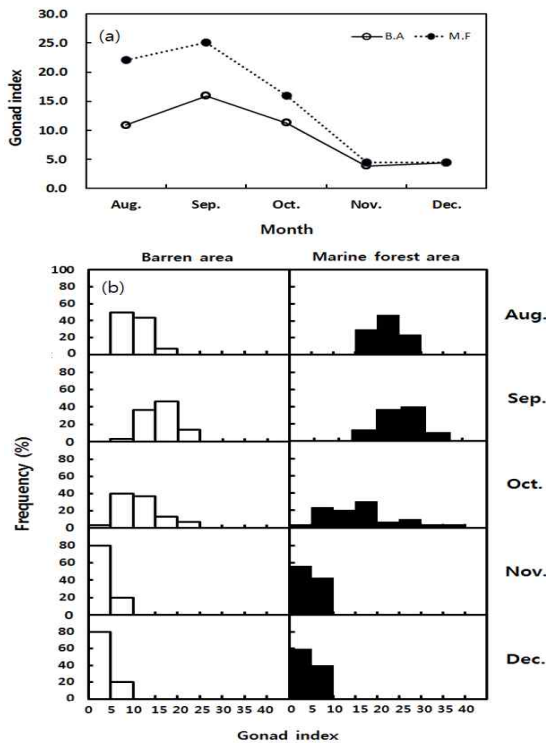 30.0
(a)
B.A M.F
25.0
20.0
15.0
10.0
5.0
0.0
Gonad index
Aug. Sep. Oct. Nov. Dec.
Month
Barren area Marine forest area
100
(b)
80
60
40
20
0
Aug.
80
60
40
20
0
Sep.
80
60
40
20
0
Oct.
80
60
40
20
0
Nov.
80
60
40
20
0
Dec.
Frequency (%)
0 5 10 15 20 25 30 35 40 0 5 10 15 20 25 30 35 40
Gonad index